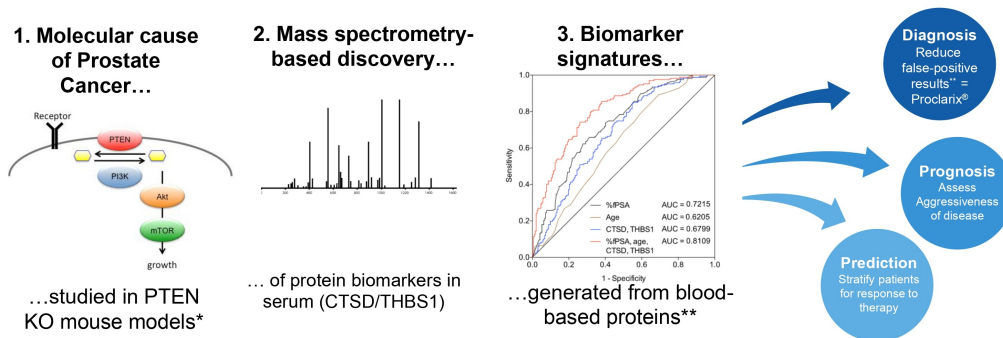 1. Molecular cause
of Prostate
Cancer…
Receptor
PTEN
PI3K
Akt
mTOR
growth
…studied in PTEN
KO mouse models*
2. Mass spectrometry-
based discovery…
… of protein biomarkers in
serum (CTSD/THBS1)
3. Biomarker
signatures…
Sensitivity
1.0
0.8
0.6
0.4
0.2
0.0
0.0 0.2 0.4 0.6 0.8 1.0
1 - Specificity
%fPSA AUC = 0.7215
Age AUC = 0.6205
CTSD, THBS1 AUC = 0.6799
%fPSA, age, AUC = 0.8109
CTSD, THBS1
…generated from blood-
based proteins**
Diagnosis
Reduce
false-positive
results** =
Proclarix®
Prognosis
Assess
Aggressiveness
of disease
Prediction
Stratify patients
for response to
therapy